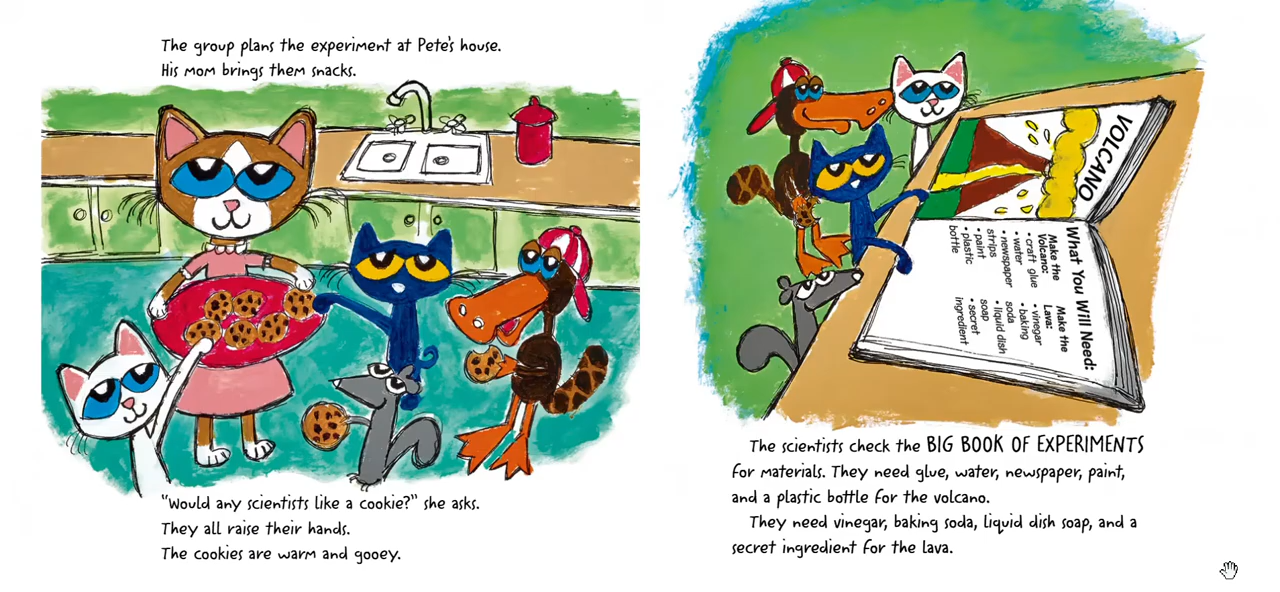 The group plans the experiment at Pete's house.
His mom brings them snacks.
"Would any scientists like a cookie?" she asks.
They all raise their hands.
The cookies are warm and gooey.
VOLCANO
What You Will Need:
Make the
Volcano:
• craft glue
• water
• newspaper
strips
• paint
• plastic
bottle
Make the
Lava:
• vinegar
• baking
soda
• liquid dish
soap
• secret
ingredient
The scientists check the BIG BOOK OF EXPERIMENTS
for materials. They need glue, water, newspaper, paint,
and a plastic bottle for the volcano.
They need vinegar, baking soda, liquid dish soap, and a
secret ingredient for the lava.